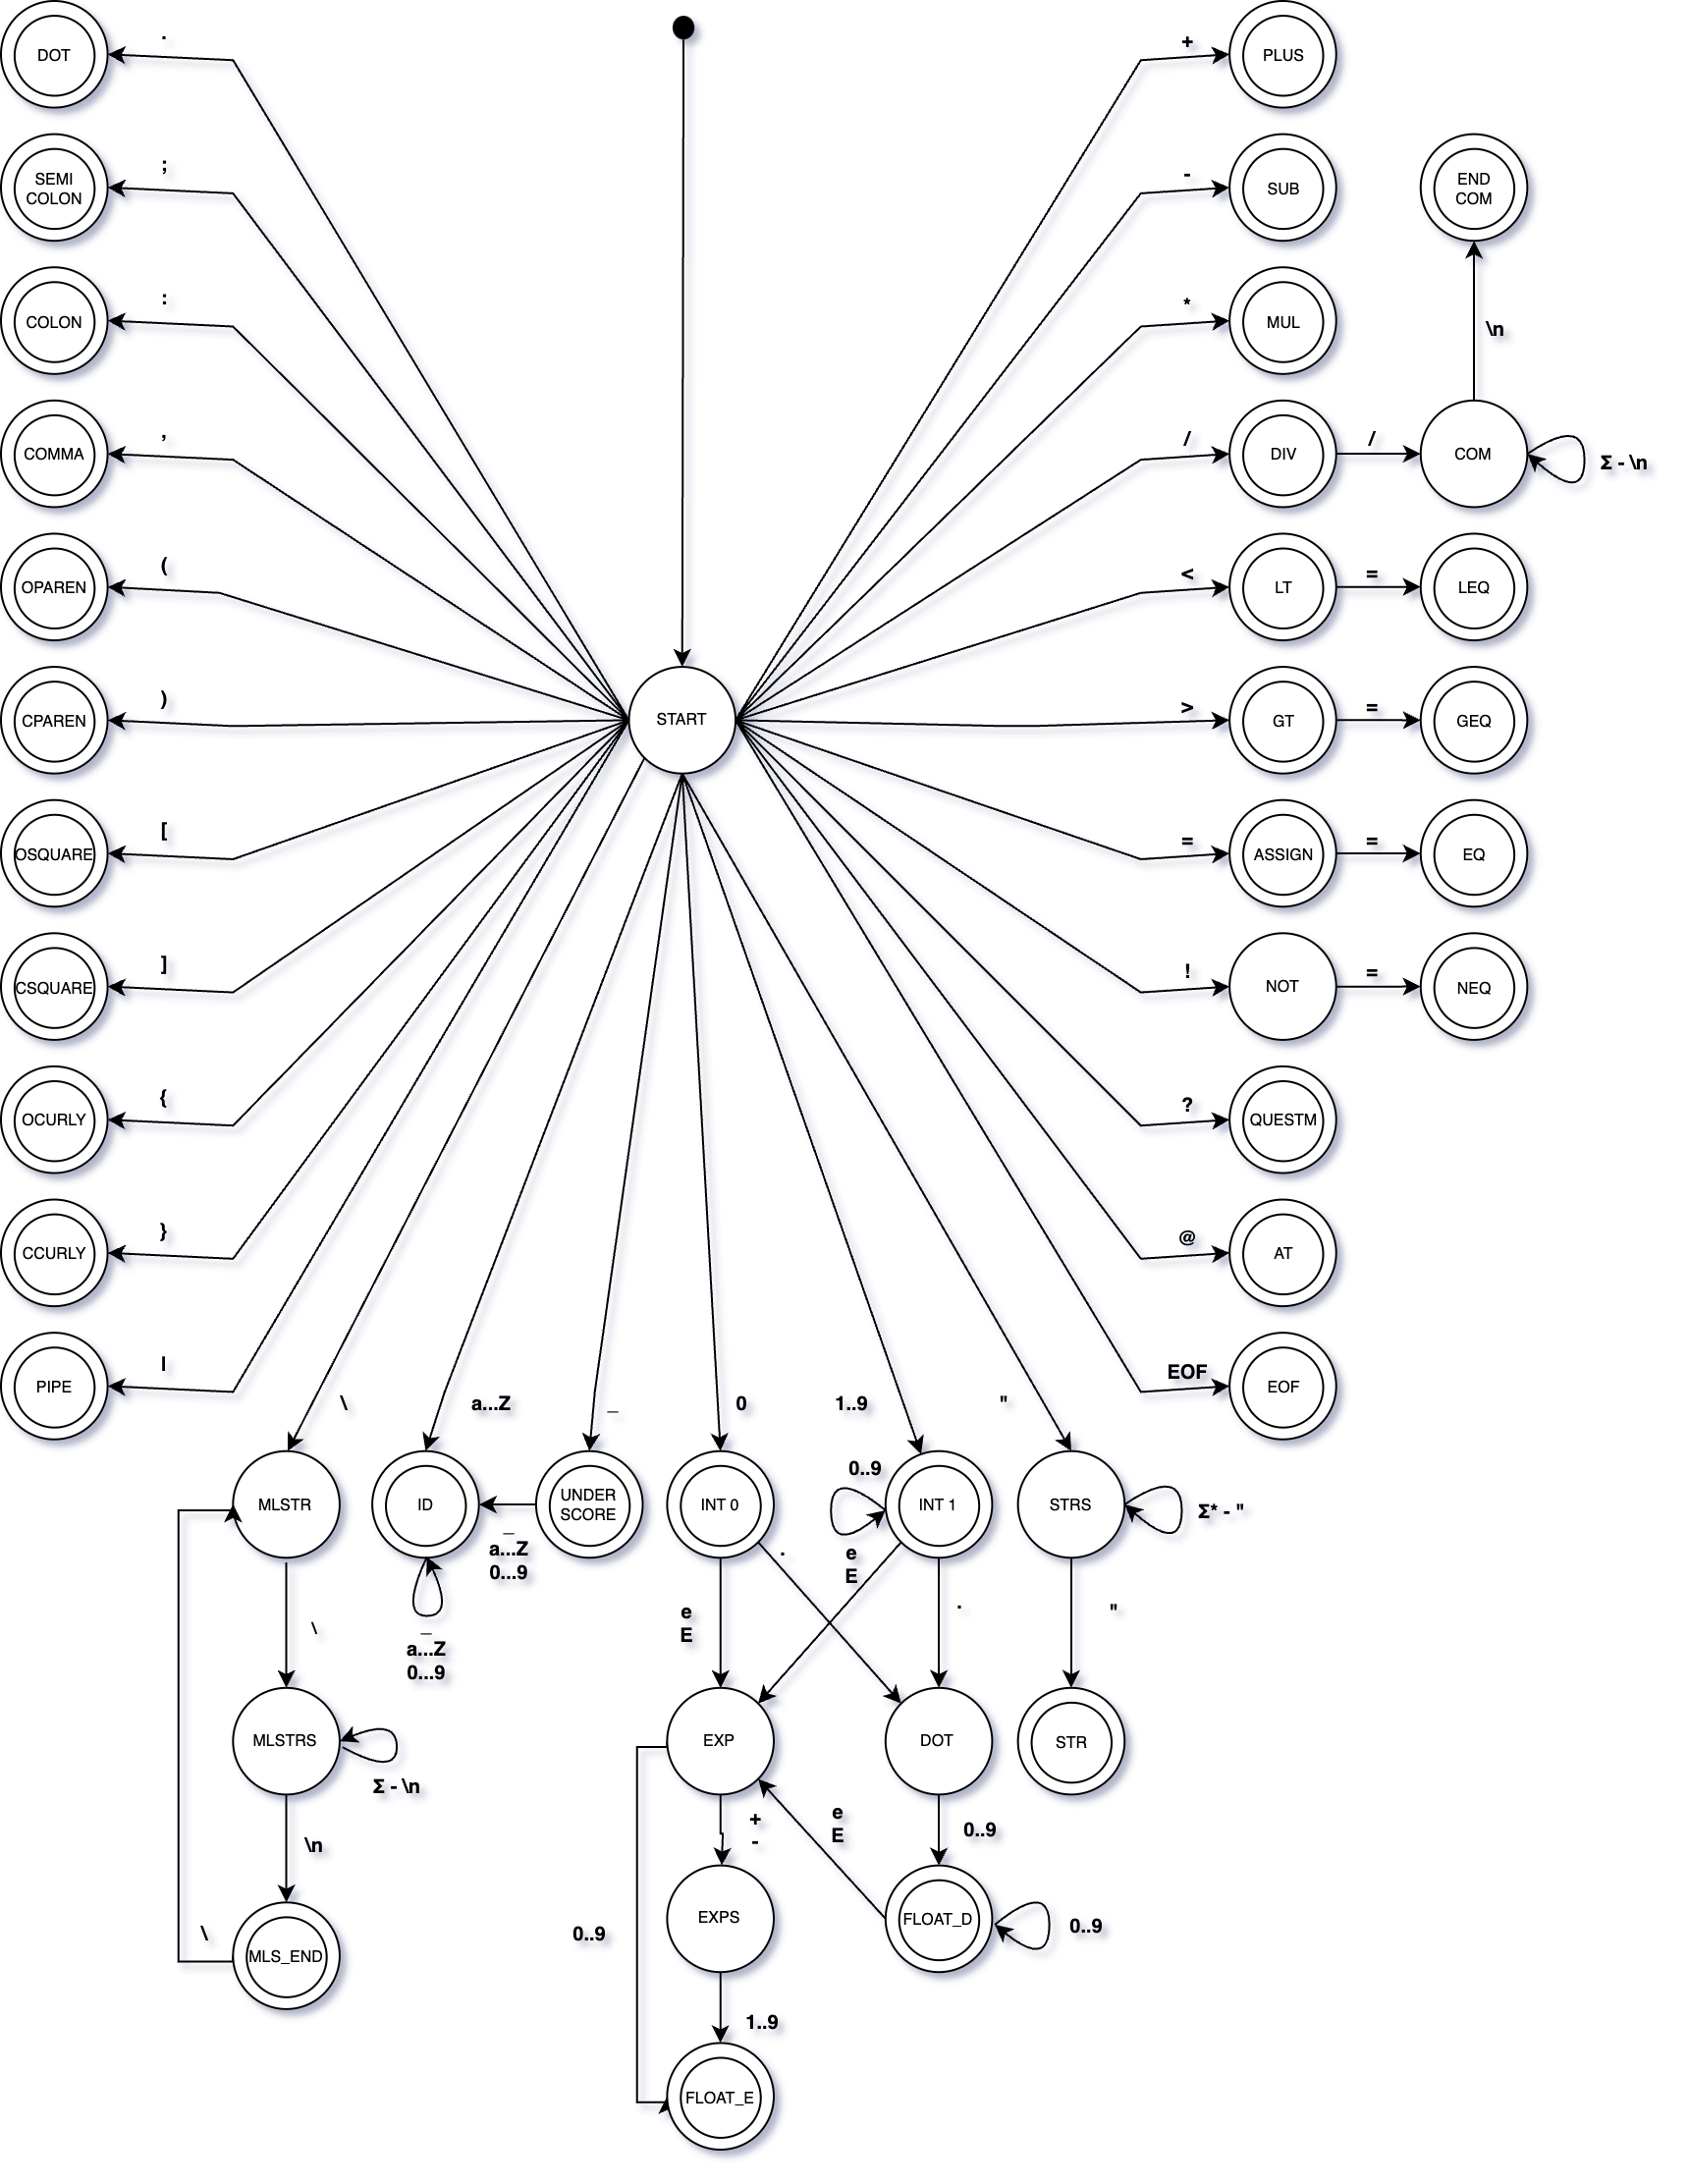 .
DOT
+
PLUS
;
SEMI
COLON
-
SUB
END
COM
:
COLON
*
MUL
\n
,
COMMA
/
DIV
/
COM
Σ - \n
(
OPAREN
<
LT
=
LEQ
)
CPAREN
START
>
GT
=
GEQ
[
OSQUARE
=
ASSIGN
=
EQ
]
CSQUARE
!
NOT
=
NEQ
{
OCURLY
?
QUESTM
}
CCURLY
@
AT
|
PIPE
EOF
EOF
\
a...Z
_
0
1..9
"
MLSTR
ID
UNDER
SCORE
INT 0
0..9
INT 1
STRS
Σ* - "
_
a...Z
0...9
.
e
E
\
_
a...Z
0...9
e
E
.
"
MLSTRS
Σ - \n
EXP
DOT
STR
\n
+
-
e
E
0..9
\
MLS_END
0..9
EXPS
FLOAT_D
0..9
1..9
FLOAT_E